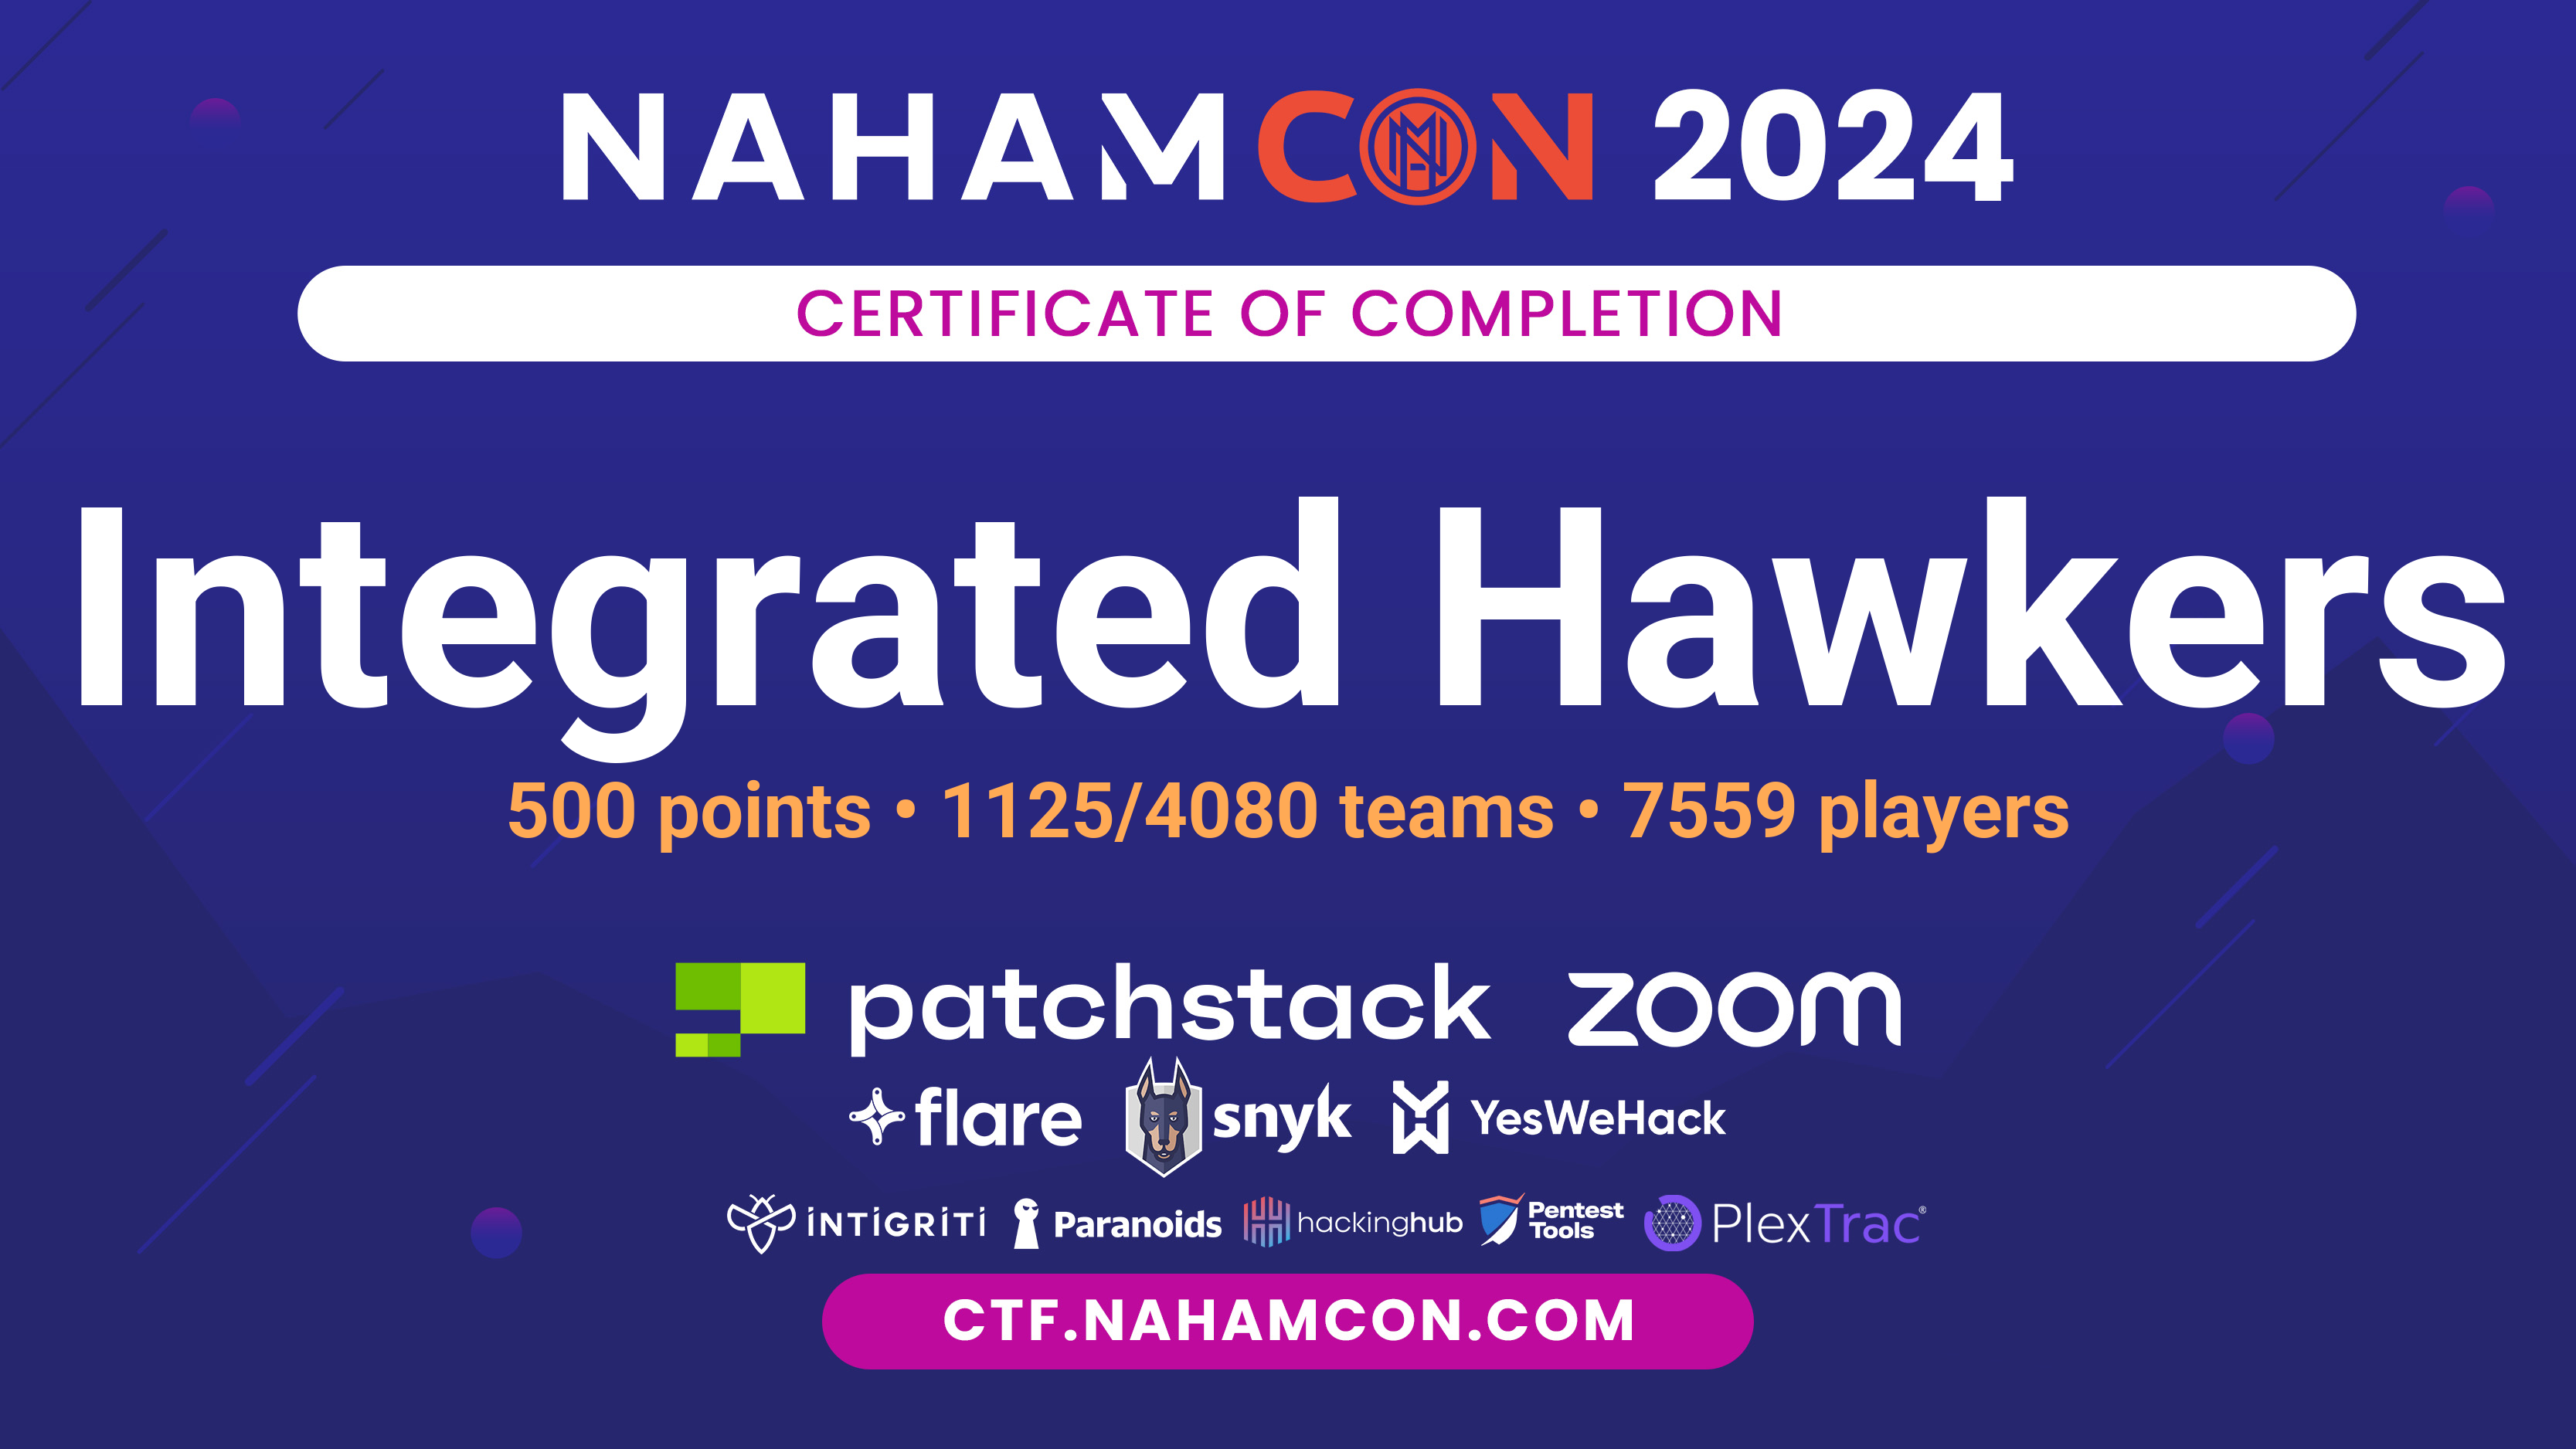 NAHAMCON 2024
CERTIFICATE OF COMPLETION
Integrated Hawkers
500 points • 1125/4080 teams • 7559 players
patchstack zoom
flare snyk YesWeHack
INTIGRITI Paranoids hackinghub Pentest Tools PlexTrac®
CTF.NAHAMCON.COM